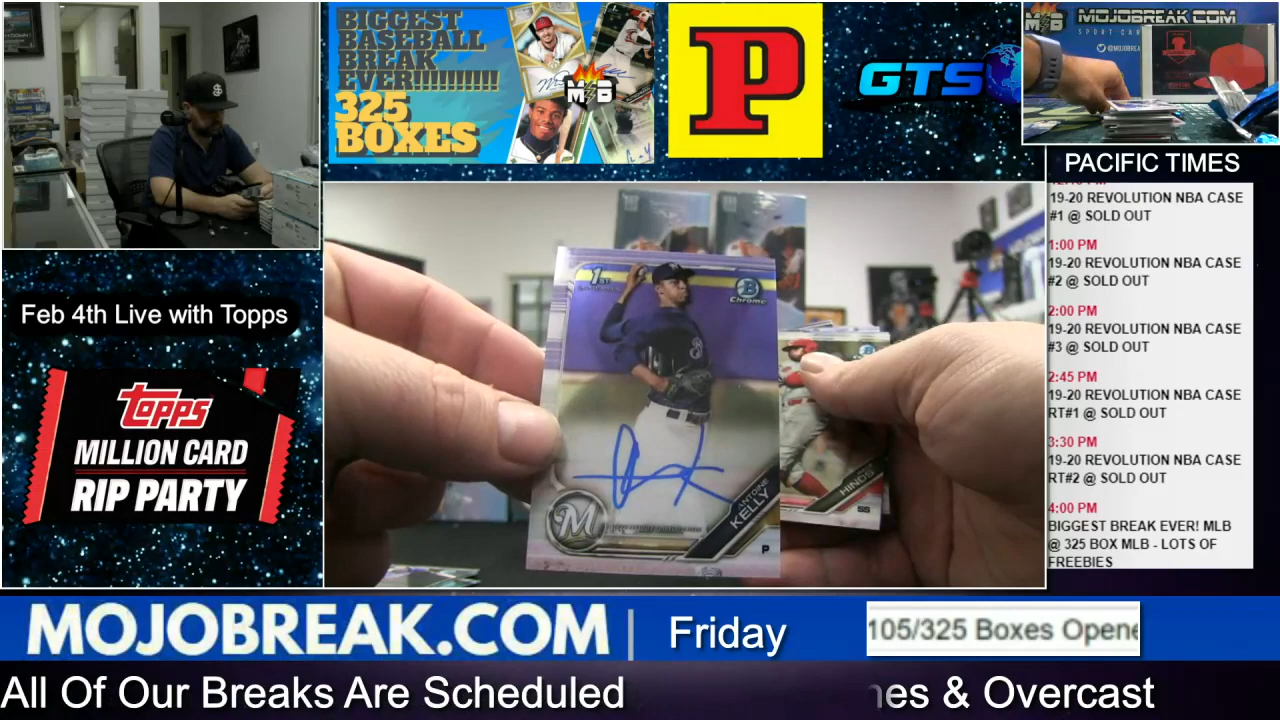 BIGGEST
BASEBALL
BREAK
EVER!!!!!!!!!!!
325
BOXES
M B
P
GTS
MOJOBREAK.COM
PACIFIC TIMES
19-20 REVOLUTION NBA CASE
#1 @ SOLD OUT
1:00 PM
19-20 REVOLUTION NBA CASE
#2 @ SOLD OUT
2:00 PM
19-20 REVOLUTION NBA CASE
#3 @ SOLD OUT
2:45 PM
19-20 REVOLUTION NBA CASE
RT#1 @ SOLD OUT
3:30 PM
19-20 REVOLUTION NBA CASE
RT#2 @ SOLD OUT
4:00 PM
BIGGEST BREAK EVER! MLB
@ 325 BOX MLB - LOTS OF
FREEBIES
Feb 4th Live with Topps
topps
MILLION CARD
RIP PARTY
1ST
B
Chrome
M
ANTOINE
KELLY
P
HINDS
SS
MOJOBREAK.COM | Friday
105/325 Boxes Opene
All Of Our Breaks Are Scheduled
nes & Overcast